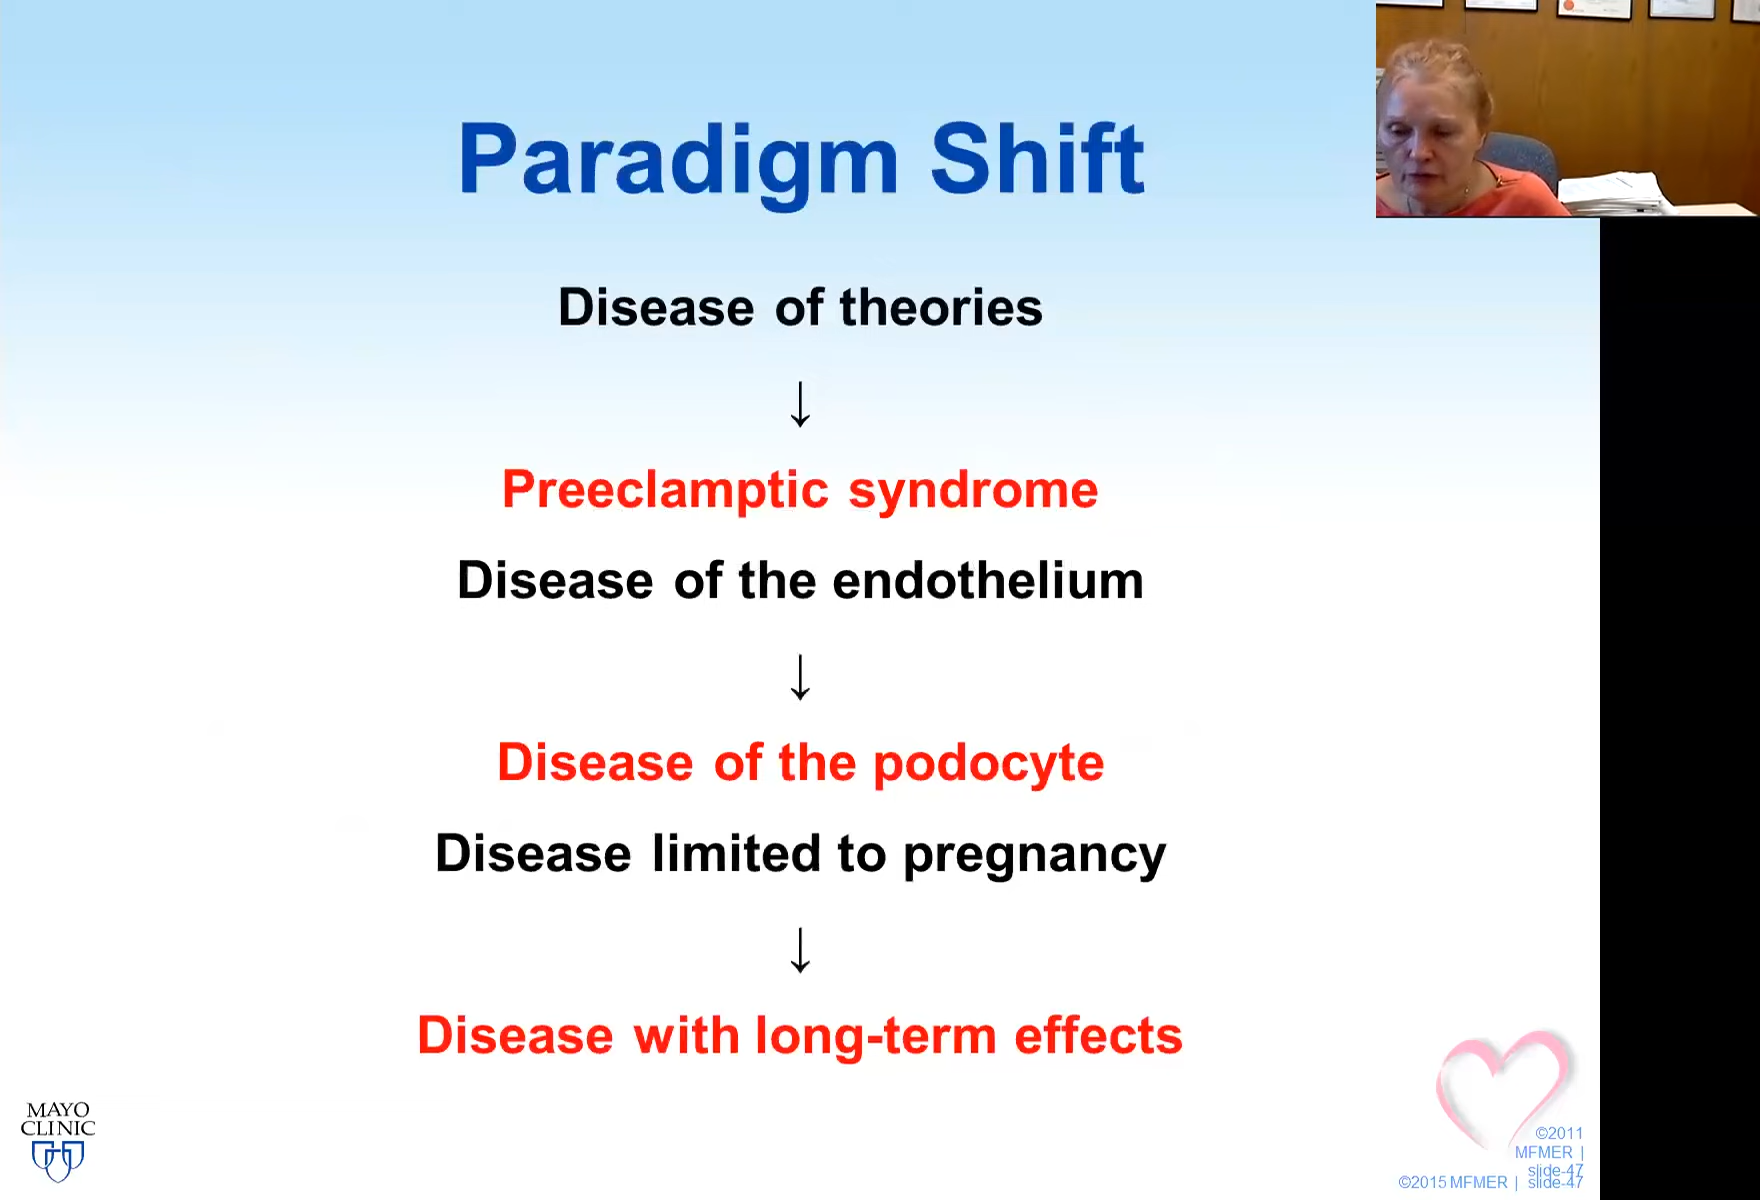 Paradigm Shift
Disease of theories
↓
Preeclamptic syndrome
Disease of the endothelium
↓
Disease of the podocyte
Disease limited to pregnancy
↓
Disease with long-term effects
MAYO
CLINIC
©2011
MFMER |
slide-47
©2015 MFMER | slide-47